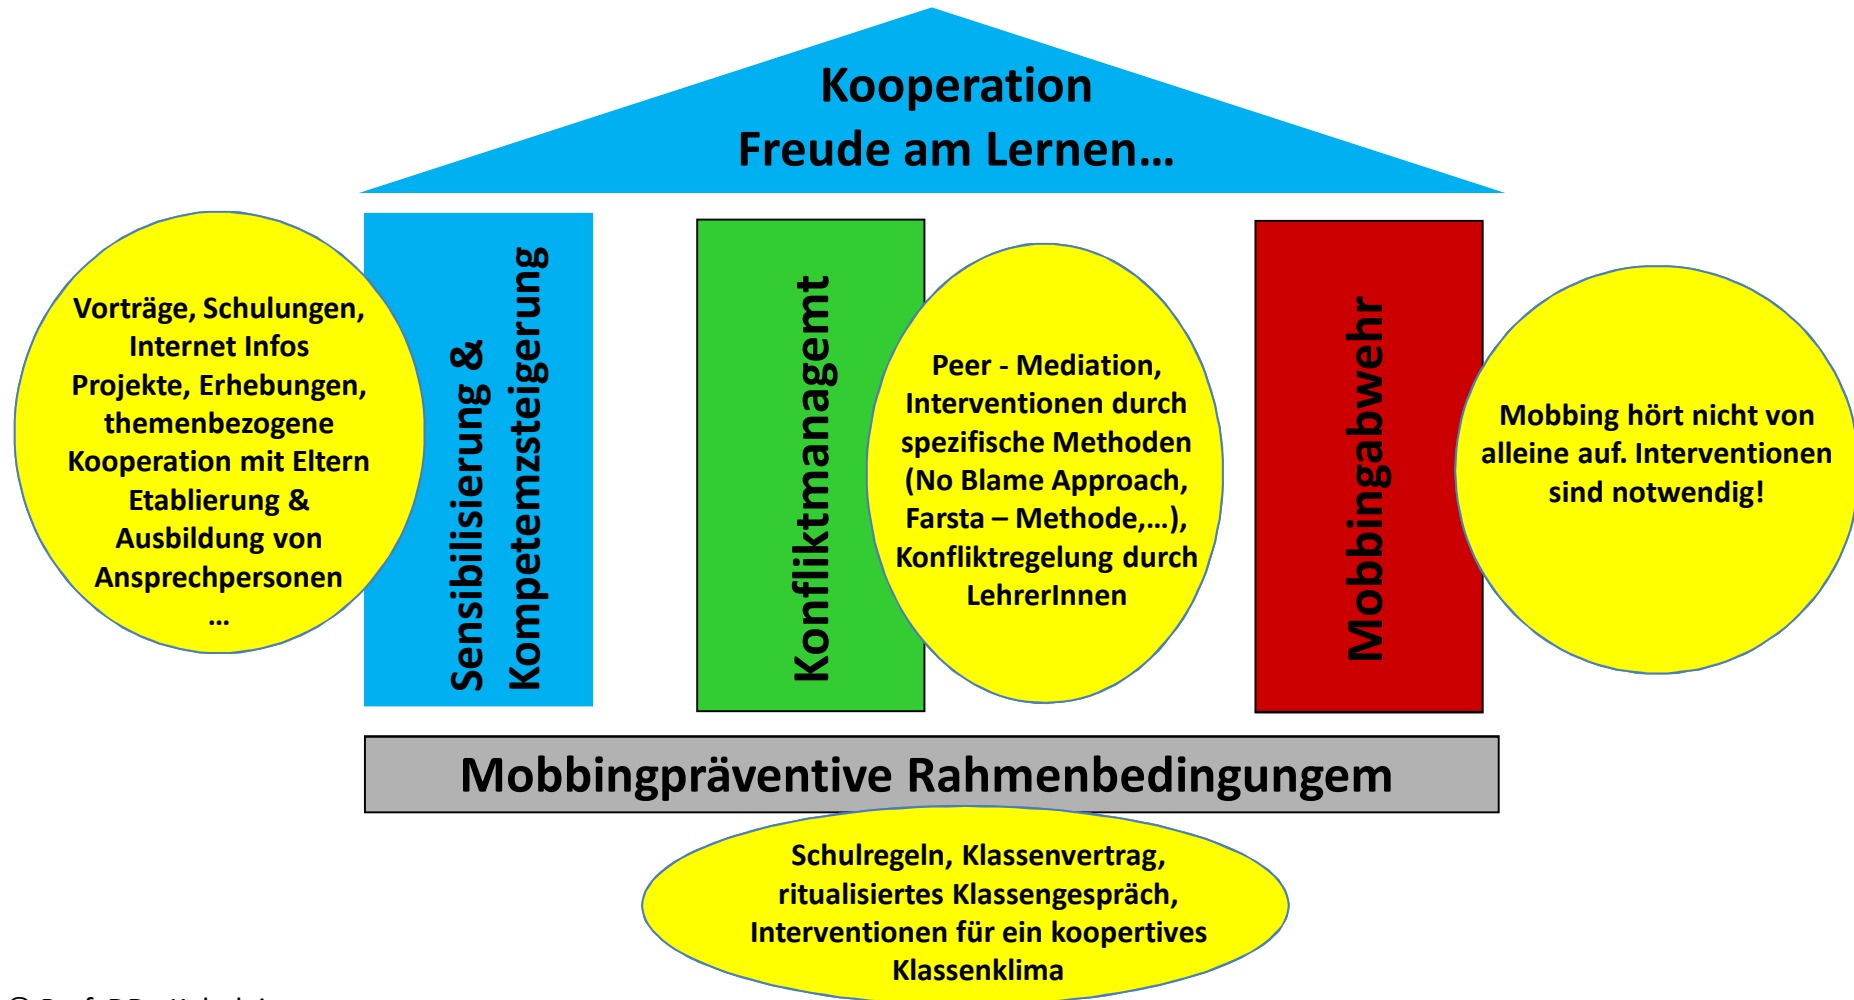 Kooperation
Freude am Lernen...
Vorträge, Schulungen,
Internet Infos
Projekte, Erhebungen,
themenbezogene
Kooperation mit Eltern
Etablierung &
Ausbildung von
Ansprechpersonen
...
Sensibilisierung &
Kompetemzsteigerung
Konfliktmanagemt
Peer - Mediation,
Interventionen durch
spezifische Methoden
(No Blame Approach,
Farsta – Methode,...),
Konfliktregelung durch
LehrerInnen
Mobbingabwehr
Mobbing hört nicht von
alleine auf. Interventionen
sind notwendig!
Mobbingpräventive Rahmenbedingungem
Schulregeln, Klassenvertrag,
ritualisiertes Klassengespräch,
Interventionen für ein koopertives
Klassenklima